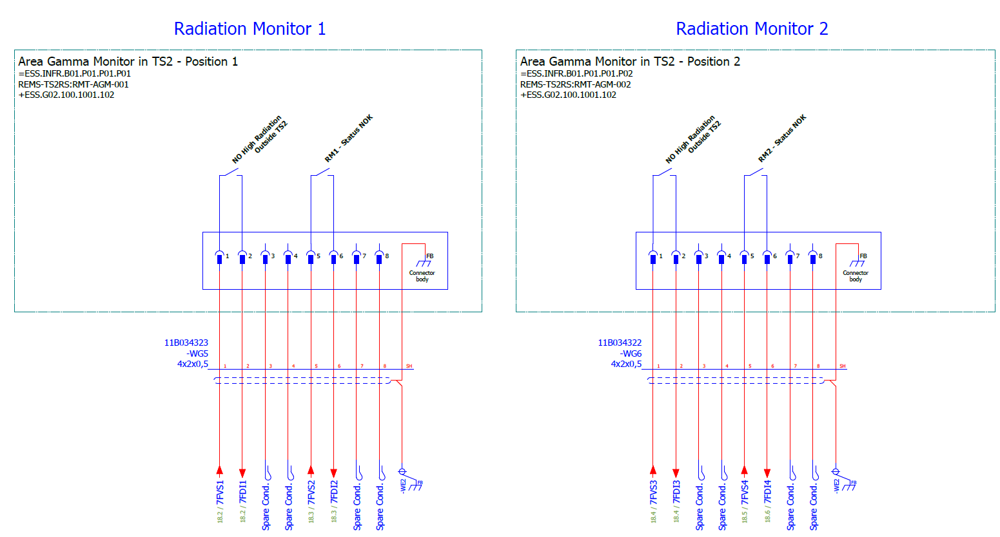 Radiation Monitor 1
Area Gamma Monitor in TS2 - Position 1
=ESS.INFR.B01.P01.P01.P01
REMS-TS2RS:RMT-AGM-001
+ESS.G02.100.1001.102
NO High Radiation
Outside TS2
RM1 - Status NOK
1 2 3 4 5 6 7 8 FB
Connector
body
11B034323
-WG5
4x2x0,5
1 2 3 4 5 6 7 8 SH
18.2 / 7FVS1
18.2 / 7FDI1
Spare Cond.
Spare Cond.
18.3 / 7FVS2
18.3 / 7FDI2
Spare Cond.
Spare Cond.
-WE2
FB
Radiation Monitor 2
Area Gamma Monitor in TS2 - Position 2
=ESS.INFR.B01.P01.P01.P02
REMS-TS2RS:RMT-AGM-002
+ESS.G02.100.1001.102
NO High Radiation
Outside TS2
RM2 - Status NOK
1 2 3 4 5 6 7 8 FB
Connector
body
11B034322
-WG6
4x2x0,5
1 2 3 4 5 6 7 8 SH
18.4 / 7FVS3
18.4 / 7FDI3
Spare Cond.
Spare Cond.
18.5 / 7FVS4
18.6 / 7FDI4
Spare Cond.
Spare Cond.
-WE2
FB